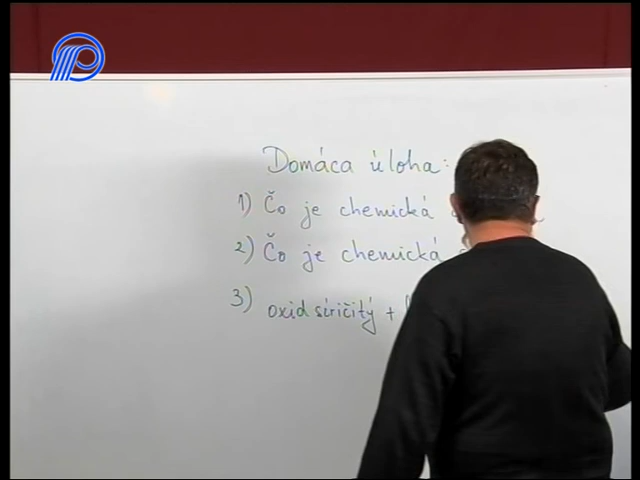 Domáca úloha:
1) Čo je chemická
2) Čo je chemická
3) oxid siričitý +